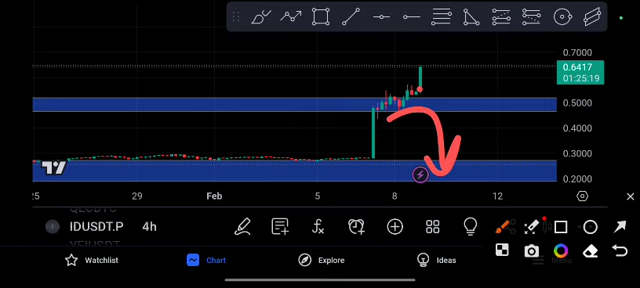 0.7000
0.6417
01:25:19
0.5000
0.4000
0.3000
0.2000
25 29 Feb 5 8 12
IDUSDT.P 4h
Watchlist Chart Explore Ideas